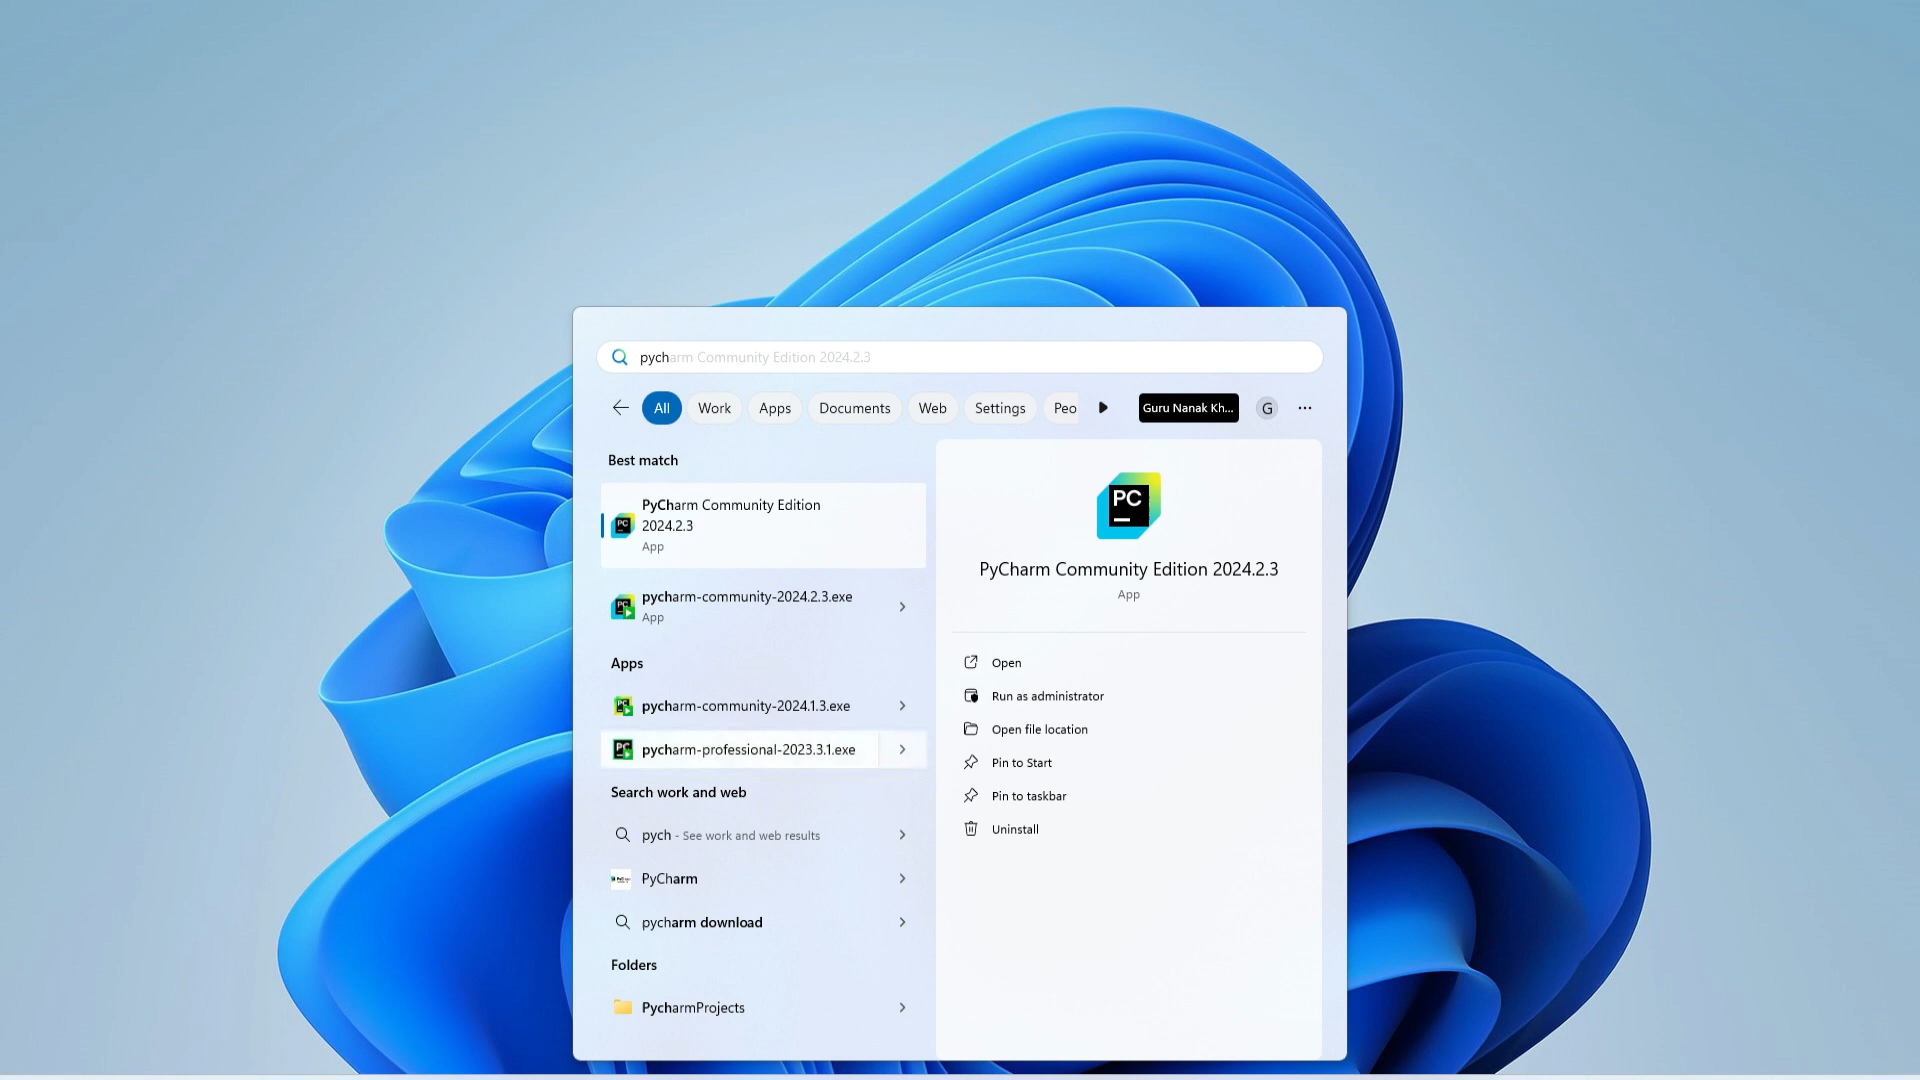 pycharm Community Edition 2024.2.3
All Work Apps Documents Web Settings Peo Guru Nanak Kh... G
Best match
PyCharm Community Edition
2024.2.3
App
pycharm-community-2024.2.3.exe
App
Apps
pycharm-community-2024.1.3.exe
pycharm-professional-2023.3.1.exe
Search work and web
pych - See work and web results
PyCharm
pycharm download
Folders
PycharmProjects
PC
PyCharm Community Edition 2024.2.3
App
Open
Run as administrator
Open file location
Pin to Start
Pin to taskbar
Uninstall